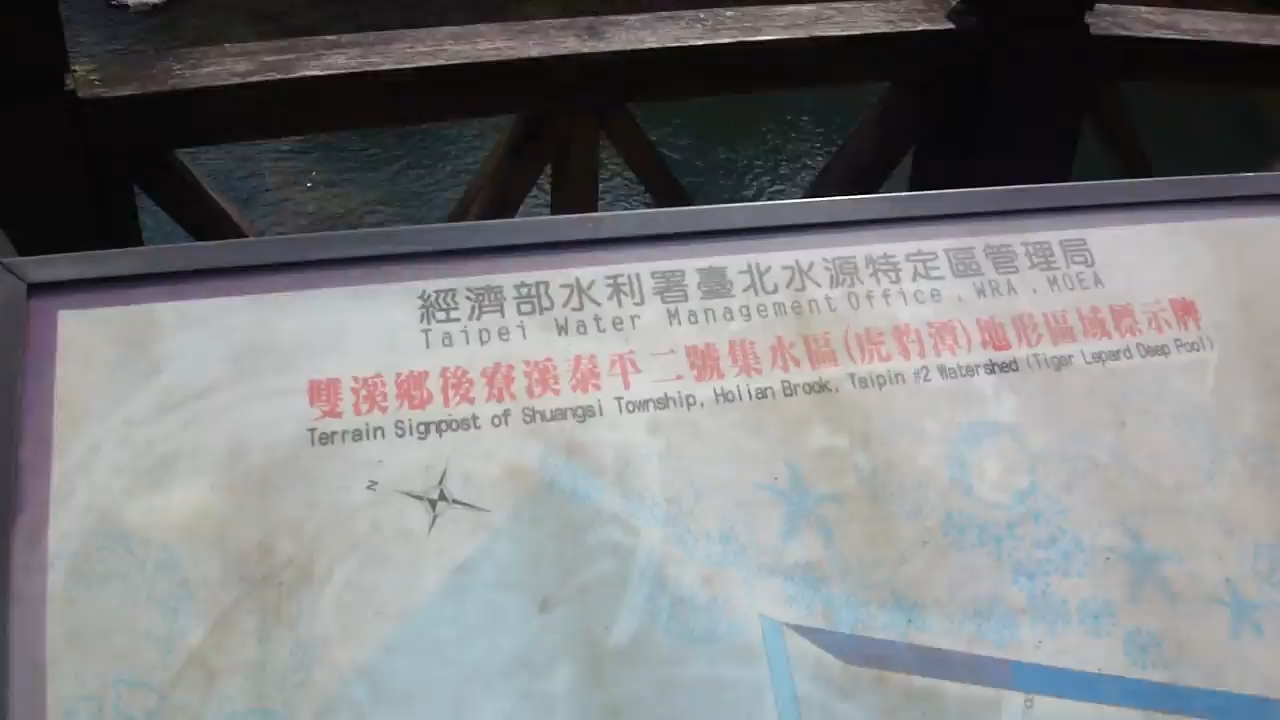 經濟部水利署臺北水源特定區管理局
Taipei Water Management Office , WRA , MOEA
雙溪鄉後寮溪泰平二號集水區(虎豹潭)地形區域標示牌
Terrain Signpost of Shuangsi Township, Holian Brook, Taipin #2 Watershed (Tiger Lepard Deep Pool)
N